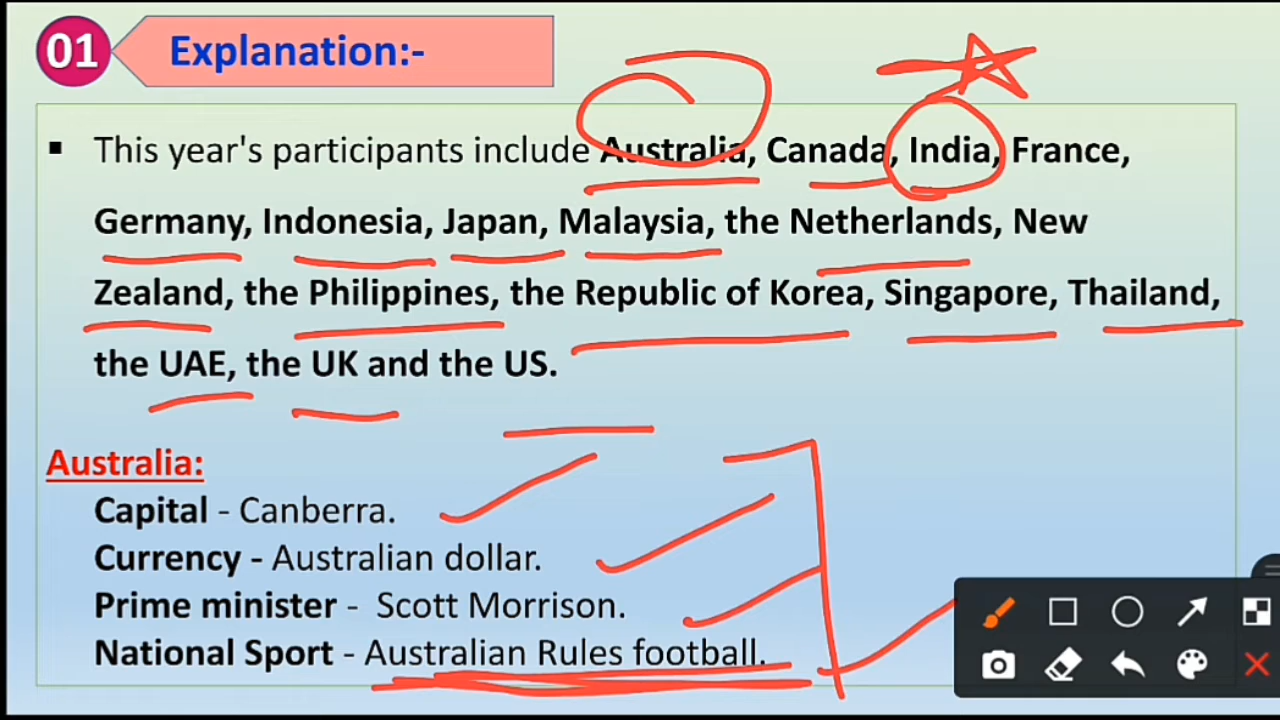 01 Explanation:-
▪ This year's participants include Australia, Canada, India, France,
Germany, Indonesia, Japan, Malaysia, the Netherlands, New
Zealand, the Philippines, the Republic of Korea, Singapore, Thailand,
the UAE, the UK and the US.
Australia:
Capital - Canberra.
Currency - Australian dollar.
Prime minister - Scott Morrison.
National Sport - Australian Rules football.